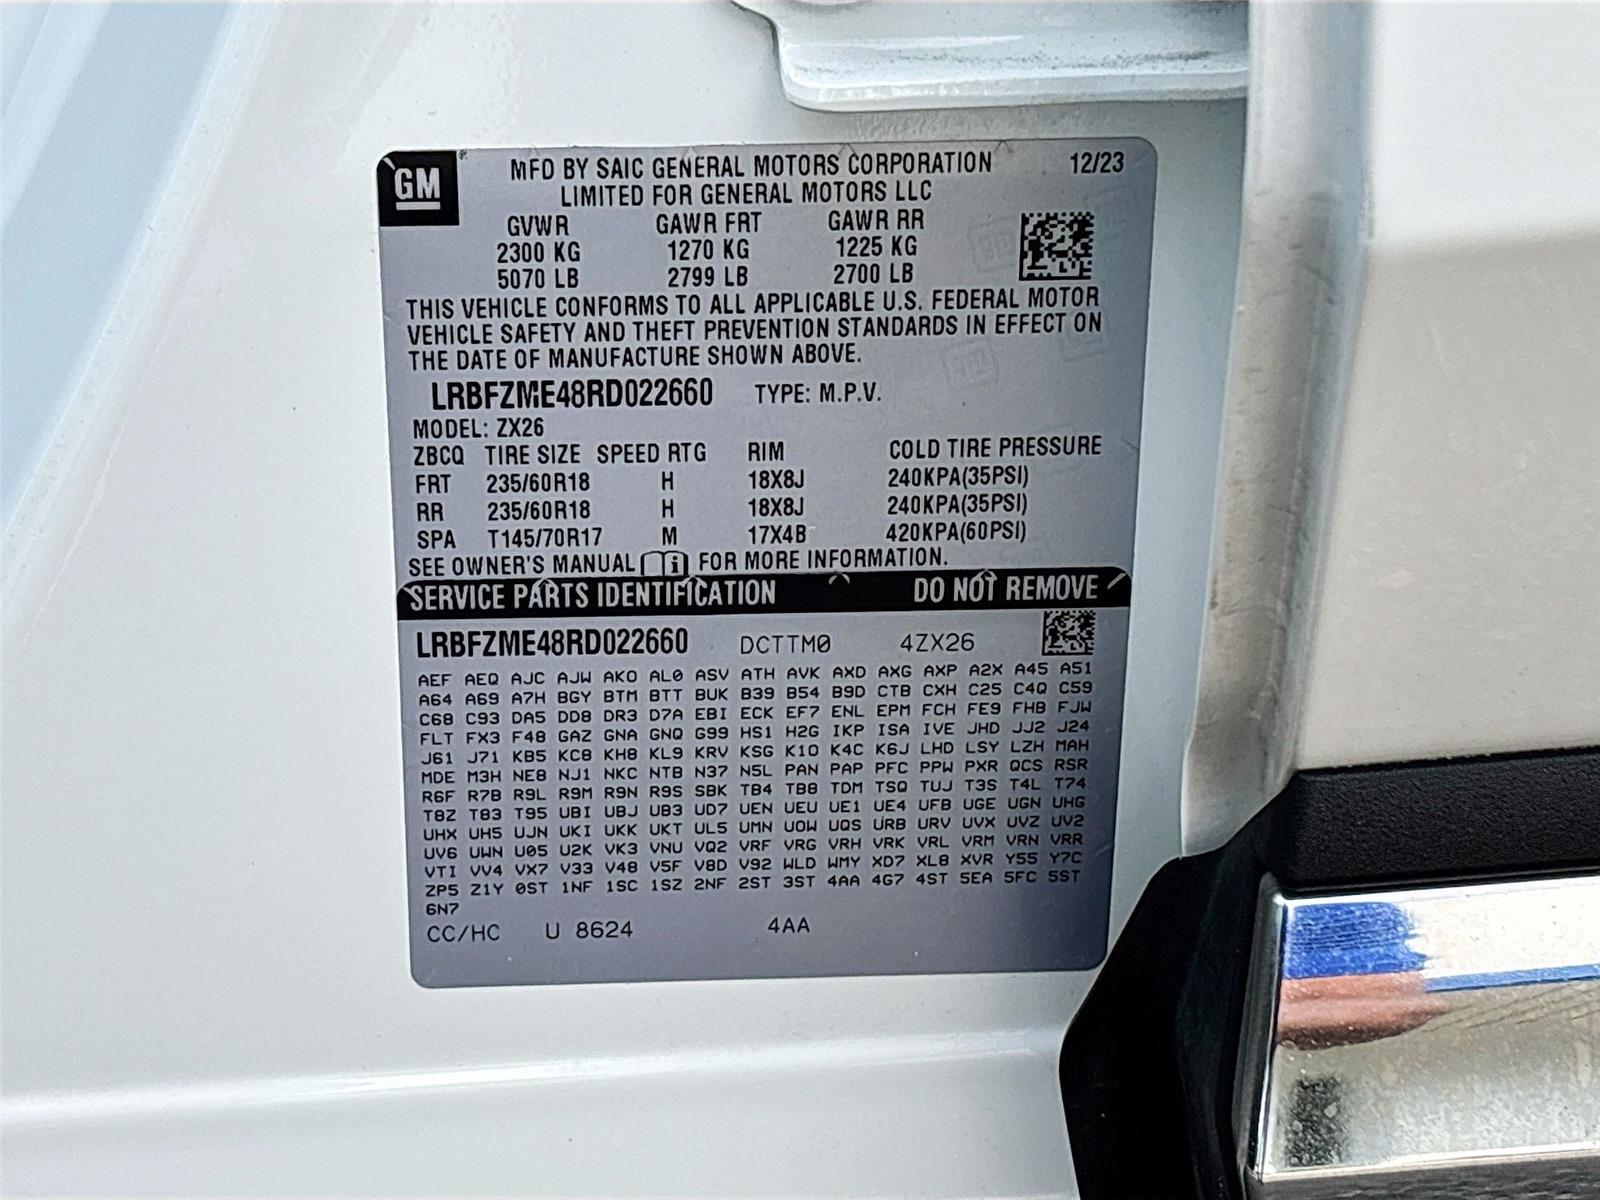 GM MFD BY SAIC GENERAL MOTORS CORPORATION 12/23
LIMITED FOR GENERAL MOTORS LLC
GVWR GAWR FRT GAWR RR
2300 KG 1270 KG 1225 KG
5070 LB 2799 LB 2700 LB
THIS VEHICLE CONFORMS TO ALL APPLICABLE U.S. FEDERAL MOTOR
VEHICLE SAFETY AND THEFT PREVENTION STANDARDS IN EFFECT ON
THE DATE OF MANUFACTURE SHOWN ABOVE.
LRBFZME48RD022660 TYPE: M.P.V.
MODEL: ZX26
ZBCQ TIRE SIZE SPEED RTG RIM COLD TIRE PRESSURE
FRT 235/60R18 H 18X8J 240KPA(35PSI)
RR 235/60R18 H 18X8J 240KPA(35PSI)
SPA T145/70R17 M 17X4B 420KPA(60PSI)
SEE OWNER'S MANUAL FOR MORE INFORMATION.
SERVICE PARTS IDENTIFICATION DO NOT REMOVE
LRBFZME48RD022660 DCTTM0 4ZX26
AEF AEQ AJC AJW AKO AL0 ASV ATH AVK AXD AXG AXP A2X A45 A51
A64 A69 A7H BGY BTM BTT BUK B39 B54 B9D CTB CXH C25 C4Q C59
C68 C93 DA5 DD8 DR3 D7A EBI ECK EF7 ENL EPM FCH FE9 FHB FJW
FLT FX3 F48 GAZ GNA GNQ G99 HS1 H2G IKP ISA IVE JHD JJ2 J24
J61 J71 KB5 KC8 KH8 KL9 KRV KSG K10 K4C K6J LHD LSY LZH MAH
MDE M3H NE8 NJ1 NKC NTB N37 N5L PAN PAP PFC PPW PXR QCS RSR
R6F R7B R9L R9M R9N R9S SBK TB4 TB8 TDM TSQ TUJ T3S T4L T74
T8Z T83 T95 UBI UBJ UB3 UD7 UEN UEU UE1 UE4 UFB UGE UGN UHG
UHX UH5 UJN UKI UKK UKT UL5 UMN UOW UQS URB URV UVX UVZ UV2
UV6 UWN U05 U2K VK3 VNU VQ2 VRF VRG VRH VRK VRL VRM VRN VRR
VTI VV4 VX7 V33 V48 V5F V8D V92 WLD WMY XD7 XL8 XVR Y55 Y7C
ZP5 Z1Y 0ST 1NF 1SC 1SZ 2NF 2ST 3ST 4AA 4G7 4ST 5EA 5FC 5ST
6N7
CC/HC U 8624 4AA